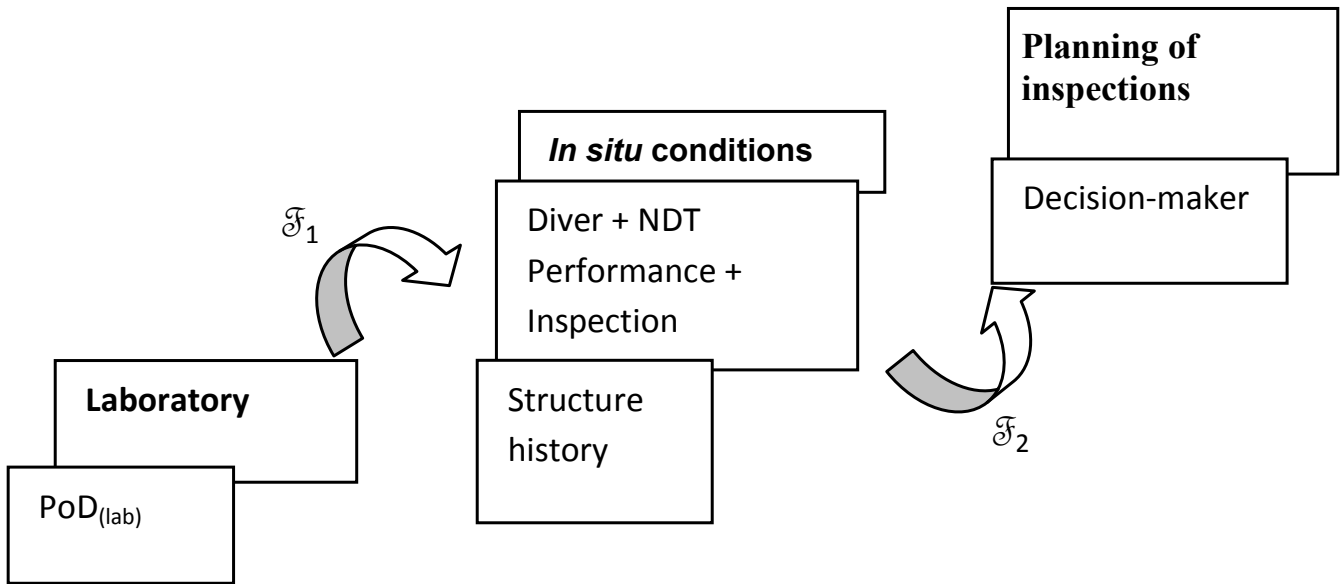 Planning of
inspections
Decision-maker
In situ conditions
Diver + NDT
Performance +
Inspection
Structure
history
ℱ1
ℱ2
Laboratory
PoD(lab)